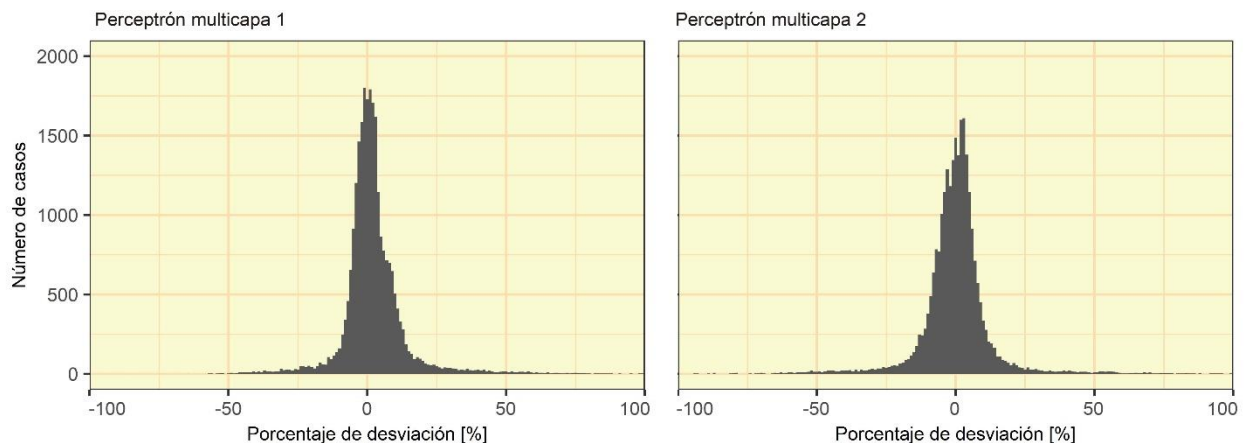 Perceptrón multicapa 1
Perceptrón multicapa 2
Número de casos
2000
1500
1000
500
0
-100 -50 0 50 100
-100 -50 0 50 100
Porcentaje de desviación [%]
Porcentaje de desviación [%]